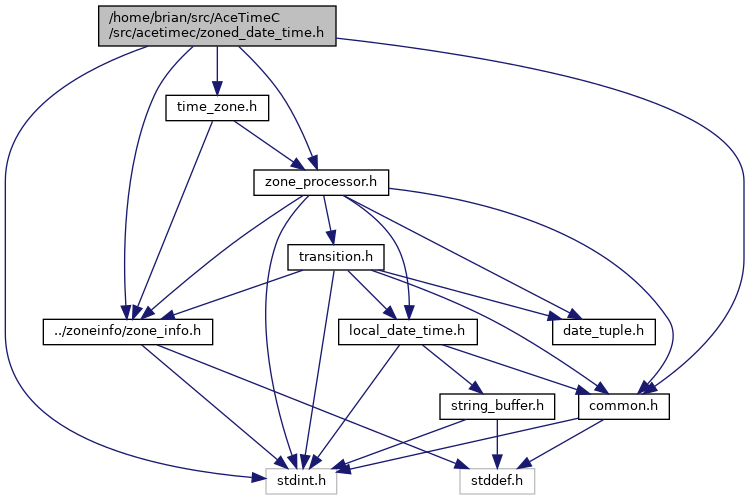 /home/brian/src/AceTimeC
/src/acetimec/zoned_date_time.h
time_zone.h
zone_processor.h
transition.h
../zoneinfo/zone_info.h
local_date_time.h
date_tuple.h
string_buffer.h
common.h
stdint.h
stddef.h